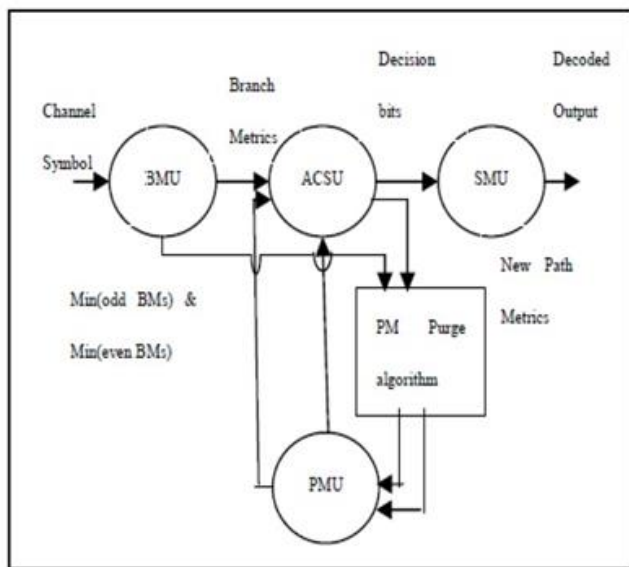 Channel
Symbol
Branch
Metrics
Decision
bits
Decoded
Output
BMU
ACSU
SMU
New Path
Metrics
Min(odd BMs) &
Min(even BMs)
PM Purge
algorithm
PMU